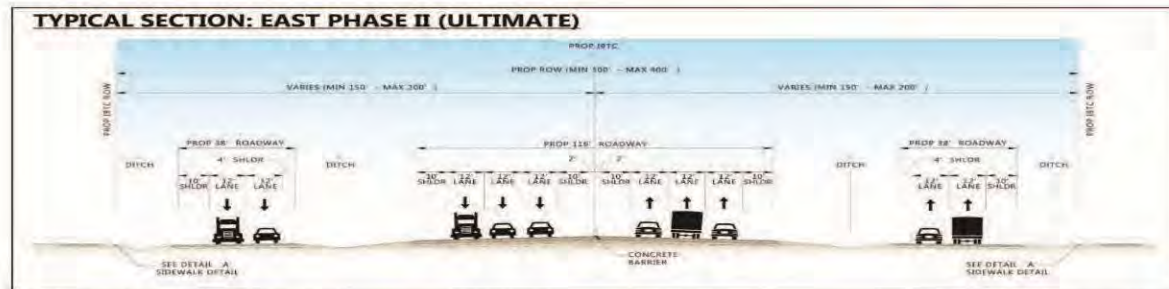 TYPICAL SECTION: EAST PHASE II (ULTIMATE)
PROP JBTC
PROP ROW (MIN 300' - MAX 400' )
VARIES (MIN 150' - MAX 200' )
VARIES (MIN 150' - MAX 200' )
PROP JBTC ROW
PROP JBTC ROW
PROP 38' ROADWAY
PROP 116' ROADWAY
PROP 38' ROADWAY
DITCH
4' SHLDR
DITCH
2' 2'
DITCH
4' SHLDR
DITCH
10' 12' 12'
SHLDR LANE LANE
10' 12' 12' 12' 10' 10' 12' 12' 12' 10'
SHLDR LANE LANE LANE SHLDR SHLDR LANE LANE LANE SHLDR
12' 12' 10'
LANE LANE SHLDR
SEE DETAIL A
SIDEWALK DETAIL
CONCRETE
BARRIER
SEE DETAIL A
SIDEWALK DETAIL